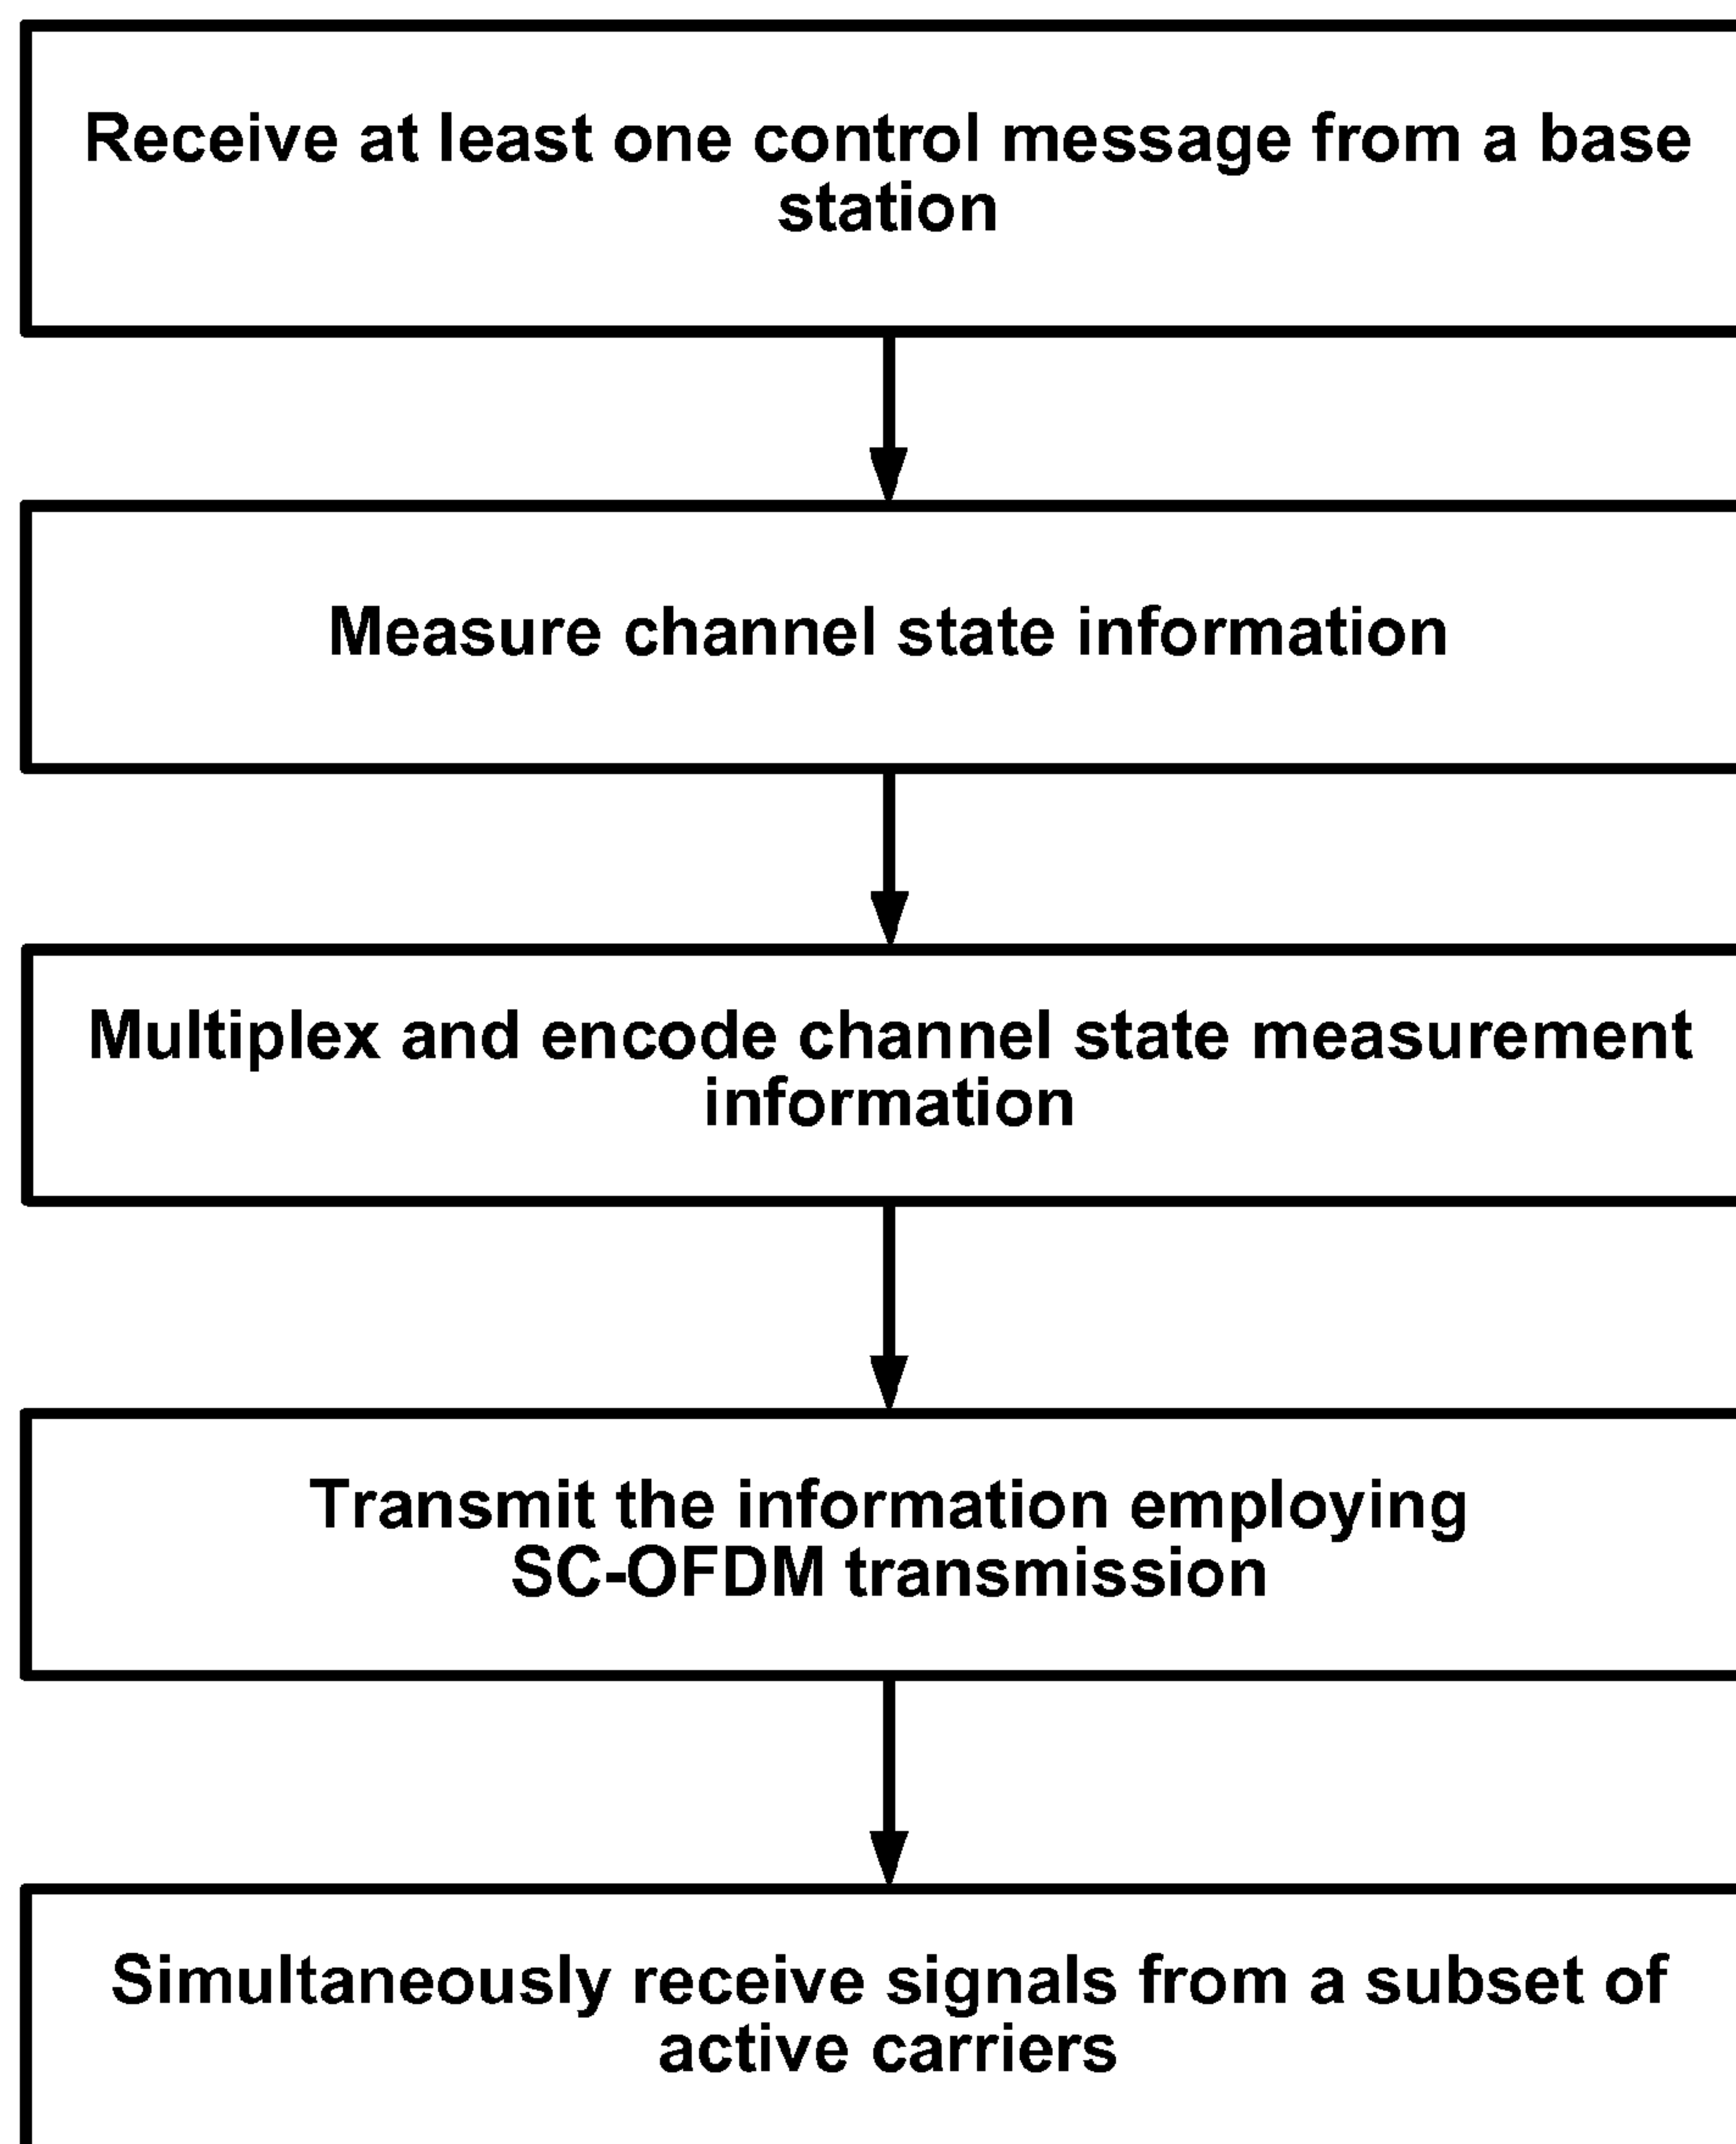 Receive at least one control message from a base
station
Measure channel state information
Multiplex and encode channel state measurement
information
Transmit the information employing
SC-OFDM transmission
Simultaneously receive signals from a subset of
active carriers